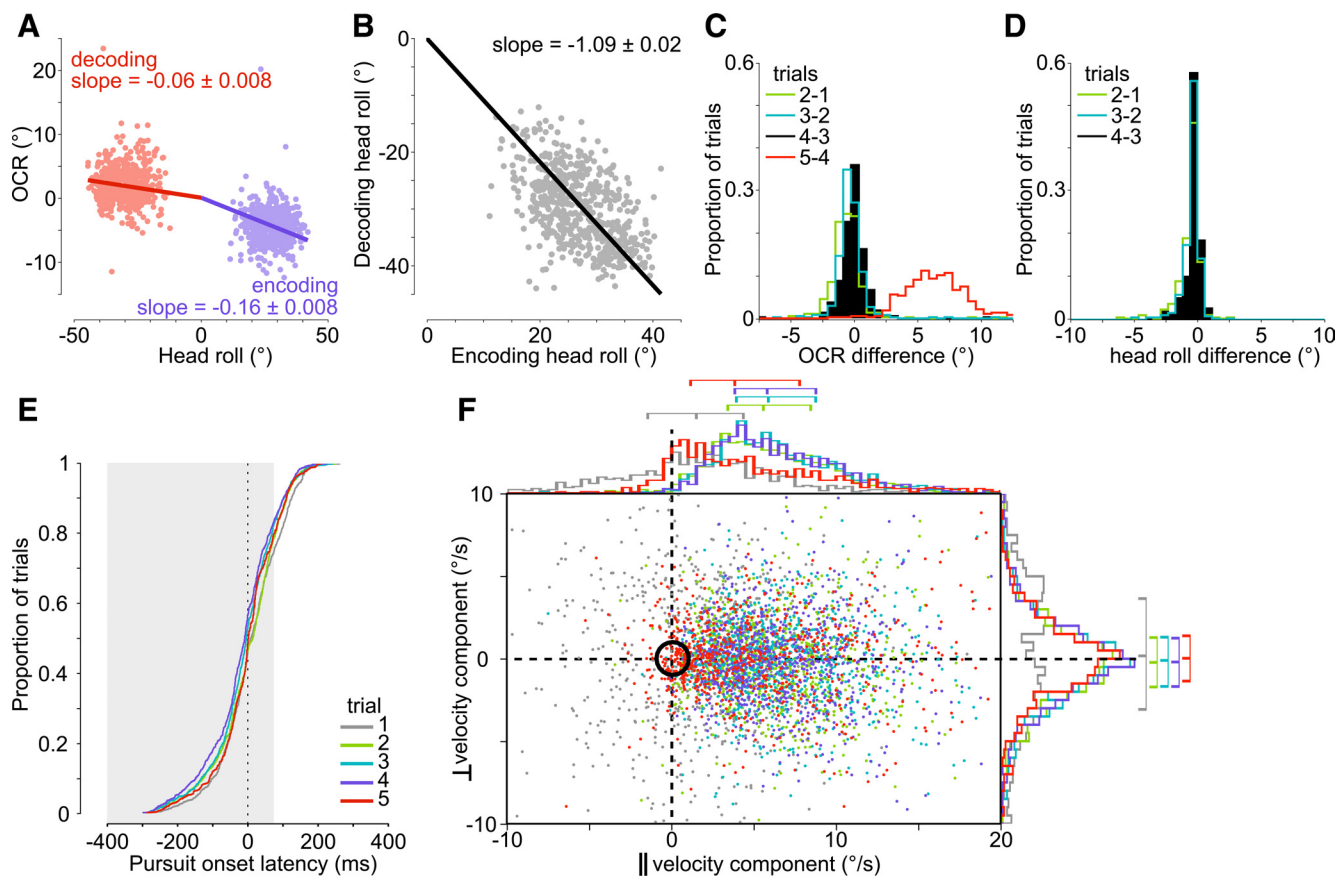 A
decoding
slope = -0.06 ± 0.008
20
10
0
-10
OCR (°)
encoding
slope = -0.16 ± 0.008
-50
0
50
Head roll (°)
B
slope = -1.09 ± 0.02
0
-20
-40
Decoding head roll (°)
0
20
40
Encoding head roll (°)
C
0.6
0.3
0
Proportion of trials
trials
2-1
3-2
4-3
5-4
-5
0
5
10
OCR difference (°)
D
0.6
0.3
0
Proportion of trials
trials
2-1
3-2
4-3
-10
-5
0
5
10
head roll difference (°)
E
1
0.8
0.6
0.4
0.2
0
Proportion of trials
trial
1
2
3
4
5
-400
-200
0
200
400
Pursuit onset latency (ms)
F
10
0
-10
⊥velocity component (°/s)
-10
0
10
20
|| velocity component (°/s)